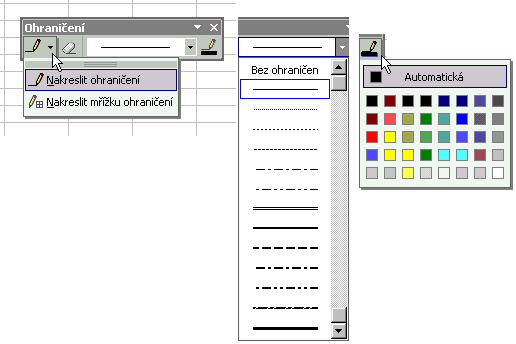 Ohraničení
Nakreslit ohraničení
Nakreslit mřížku ohraničení
Bez ohraničen
Automatická